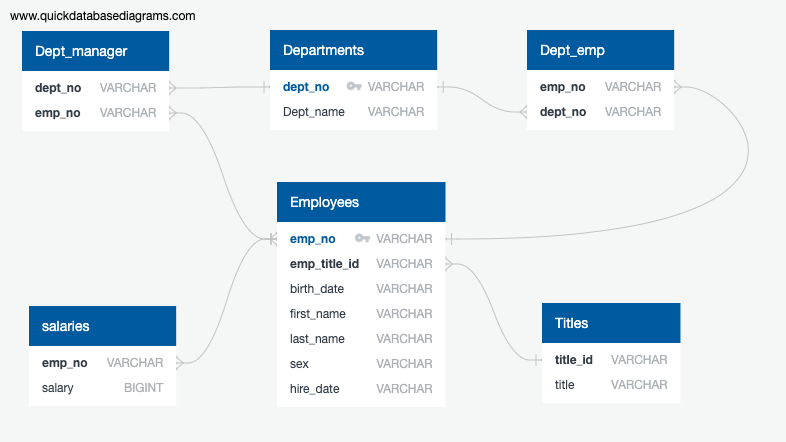 www.quickdatabasediagrams.com
Dept_manager
dept_no VARCHAR
emp_no VARCHAR
Departments
dept_no VARCHAR
Dept_name VARCHAR
Dept_emp
emp_no VARCHAR
dept_no VARCHAR
Employees
emp_no VARCHAR
emp_title_id VARCHAR
birth_date VARCHAR
first_name VARCHAR
last_name VARCHAR
sex VARCHAR
hire_date VARCHAR
salaries
emp_no VARCHAR
salary BIGINT
Titles
title_id VARCHAR
title VARCHAR